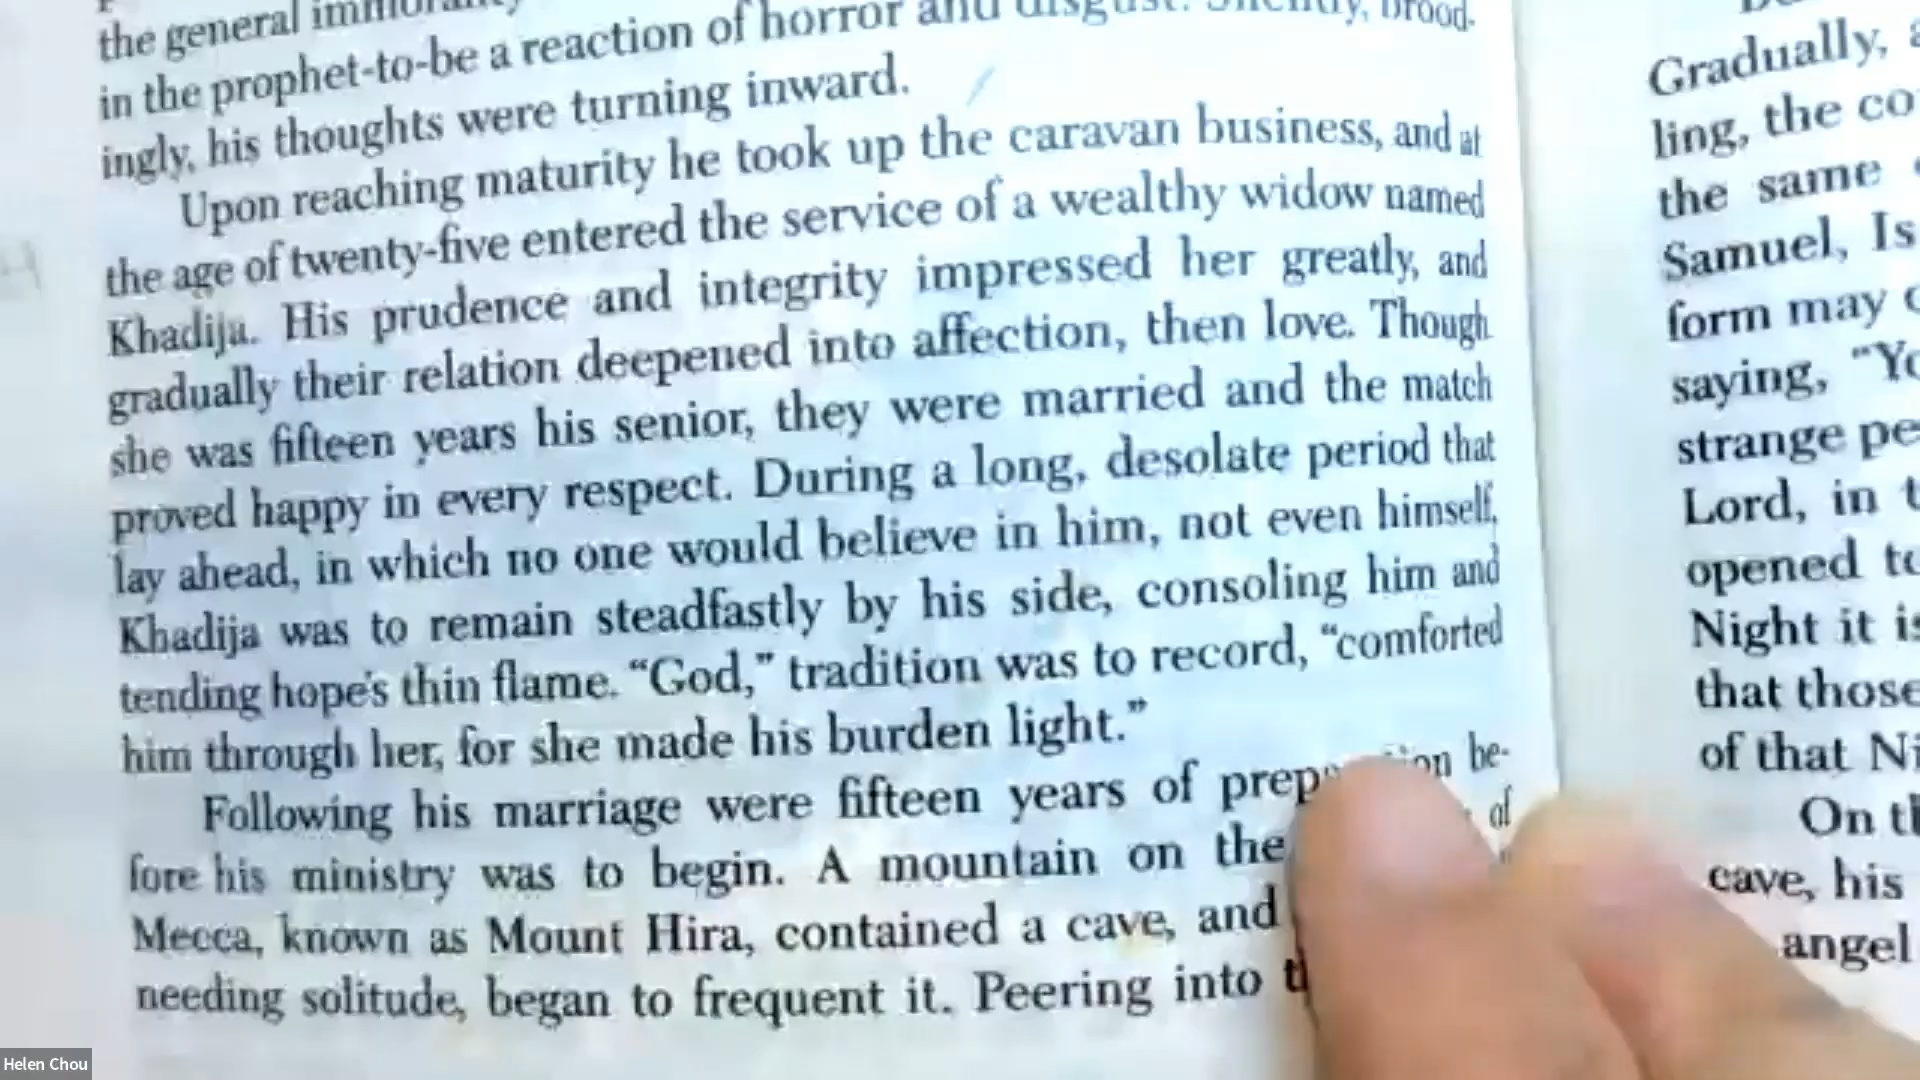 the general
in the prophet-to-be a reaction of horror and disgust. Silently, brood-
ingly, his thoughts were turning inward.
Upon reaching maturity he took up the caravan business, and at
the age of twenty-five entered the service of a wealthy widow named
Khadija. His prudence and integrity impressed her greatly, and
gradually their relation deepened into affection, then love. Though
she was fifteen years his senior, they were married and the match
proved happy in every respect. During a long, desolate period that
lay ahead, in which no one would believe in him, not even himself,
Khadija was to remain steadfastly by his side, consoling him and
tending hope's thin flame. “God,” tradition was to record, “comforted
him through her, for she made his burden light.”
Following his marriage were fifteen years of be-
fore his ministry was to begin. A mountain on the of
Mecca, known as Mount Hira, contained a cave, and
needing solitude, began to frequent it. Peering into
Gradually,
ling, the
the same
Samuel,
form may
saying,
strange
Lord, in
opened
Night it
that those
of that
On
cave, his
angel
Helen Chou